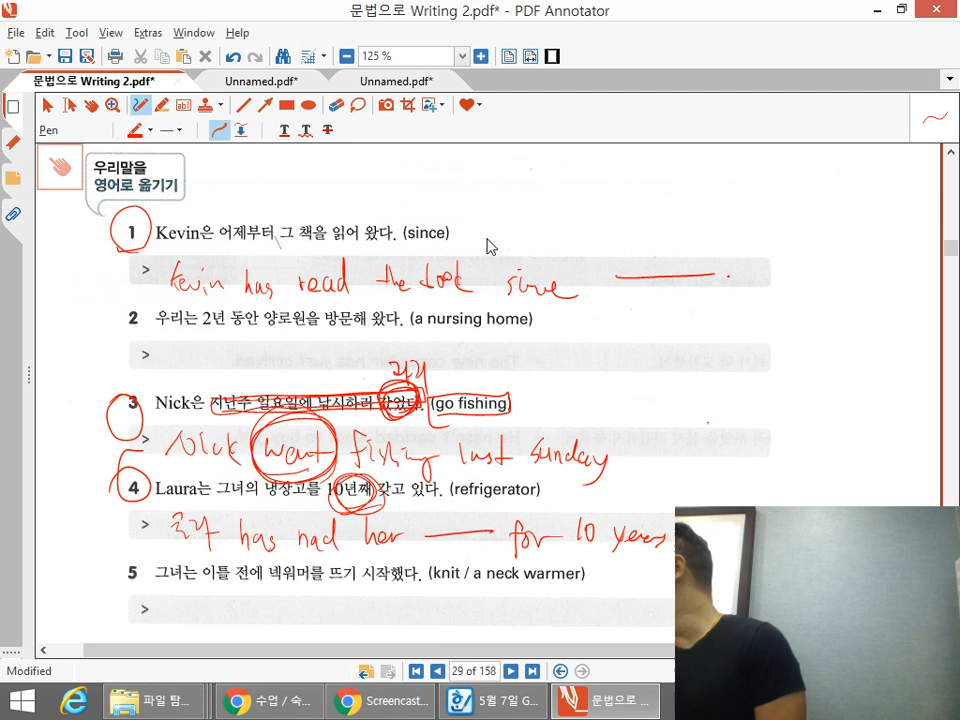 문법으로 Writing 2.pdf* - PDF Annotator
File Edit Tool View Extras Window Help
125 %
문법으로 Writing 2.pdf* Unnamed.pdf* Unnamed.pdf*
Pen
우리말을
영어로 옮기기
1 Kevin은 어제부터 그 책을 읽어 왔다. (since)
> Kevin has read the book since
2 우리는 2년 동안 양로원을 방문해 왔다. (a nursing home)
>
과거
3 Nick은 지난주 일요일에 낚시하러 갔었다. (go fishing)
> Nick went fishing last Sunday
4 Laura는 그녀의 냉장고를 10년째 갖고 있다. (refrigerator)
> 로라 has had her for 10 years
5 그녀는 이틀 전에 넥워머를 뜨기 시작했다. (knit / a neck warmer)
>
Modified 29 of 158
파일 탐... 수업 / 숙... Screencast... 5월 7일 G... 문법으로 ...